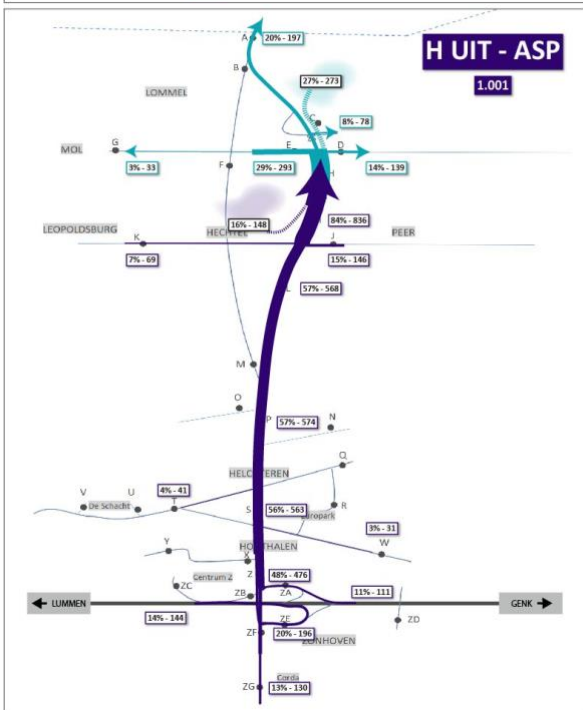 A
20% - 197
H UIT - ASP
1.001
B
27% - 273
LOMMEL
C
8% - 78
G
MOL
E
D
3% - 33
F
29% - 293
14% - 139
H
16% - 148
84% - 836
LEOPOLDSBURG
HECHTEL
PEER
K
J
7% - 69
15% - 146
L
57% - 568
M
O
P
57% - 574
N
HELCHTEREN
Q
V
U
4% - 41
De Schacht
T
S
56% - 563
R
3% - 31
Y
HOUTHALEN
W
X
Centrum Z
Z
48% - 476
ZC
ZB
ZA
11% - 111
← LUMMEN
GENK →
14% - 144
ZE
ZD
ZF
20% - 196
ZONHOVEN
Corda
ZG
13% - 130